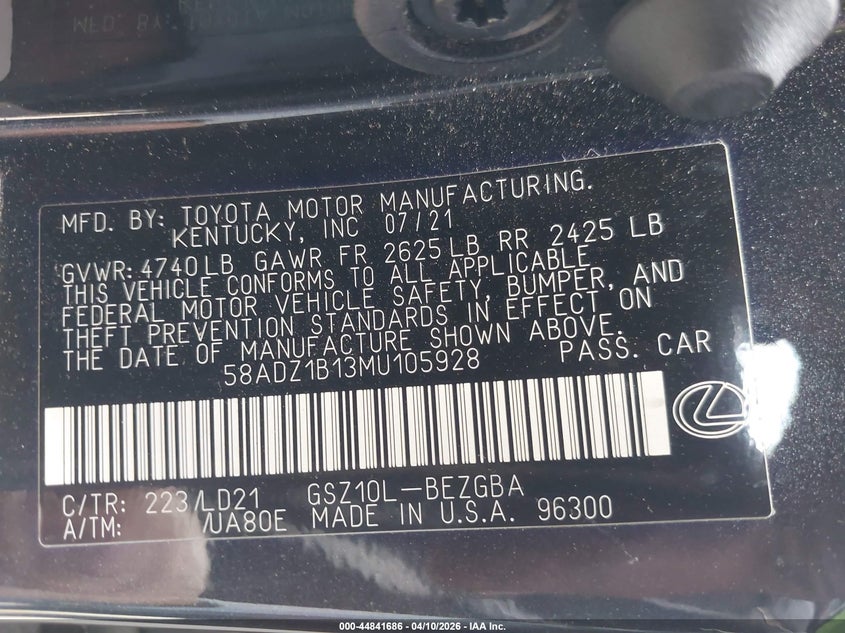 MFD. BY: TOYOTA MOTOR MANUFACTURING.
KENTUCKY, INC 07/21
GVWR: 4740LB GAWR FR 2625LB RR 2425 LB
THIS VEHICLE CONFORMS TO ALL APPLICABLE
FEDERAL MOTOR VEHICLE SAFETY, BUMPER, AND
THEFT PREVENTION STANDARDS IN EFFECT ON
THE DATE OF MANUFACTURE SHOWN ABOVE.
58ADZ1B13MU105928 PASS. CAR
C/TR: 223/LD21 GSZ10L-BEZGBA
A/TM: /UA80E MADE IN U.S.A. 96300
000-44841686 - 04/10/2026 - IAA Inc.